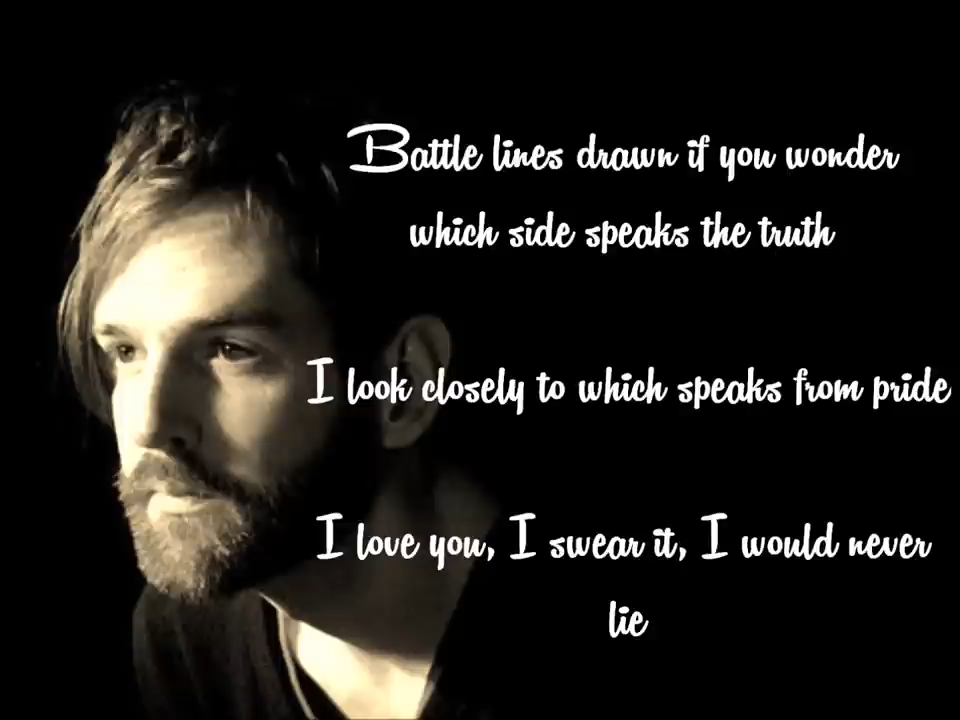 Battle lines drawn if you wonder
which side speaks the truth
I look closely to which speaks from pride
I love you, I swear it, I would never
lie